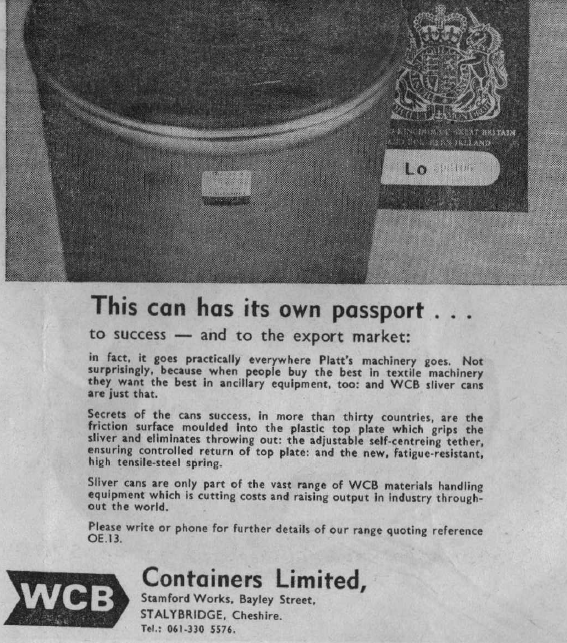 KINGDOM OF GREAT BRITAIN
IRELAND
Lo
This can has its own passport . . .
to success — and to the export market:
in fact, it goes practically everywhere Platt's machinery goes. Not
surprisingly, because when people buy the best in textile machinery
they want the best in ancillary equipment, too: and WCB sliver cans
are just that.
Secrets of the cans success, in more than thirty countries, are the
friction surface moulded into the plastic top plate which grips the
sliver and eliminates throwing out: the adjustable self-centreing tether,
ensuring controlled return of top plate: and the new, fatigue-resistant,
high tensile-steel spring.
Sliver cans are only part of the vast range of WCB materials handling
equipment which is cutting costs and raising output in industry through-
out the world.
Please write or phone for further details of our range quoting reference
OE.13.
WCB
Containers Limited,
Stamford Works, Bayley Street,
STALYBRIDGE, Cheshire.
Tel.: 061-330 5576.